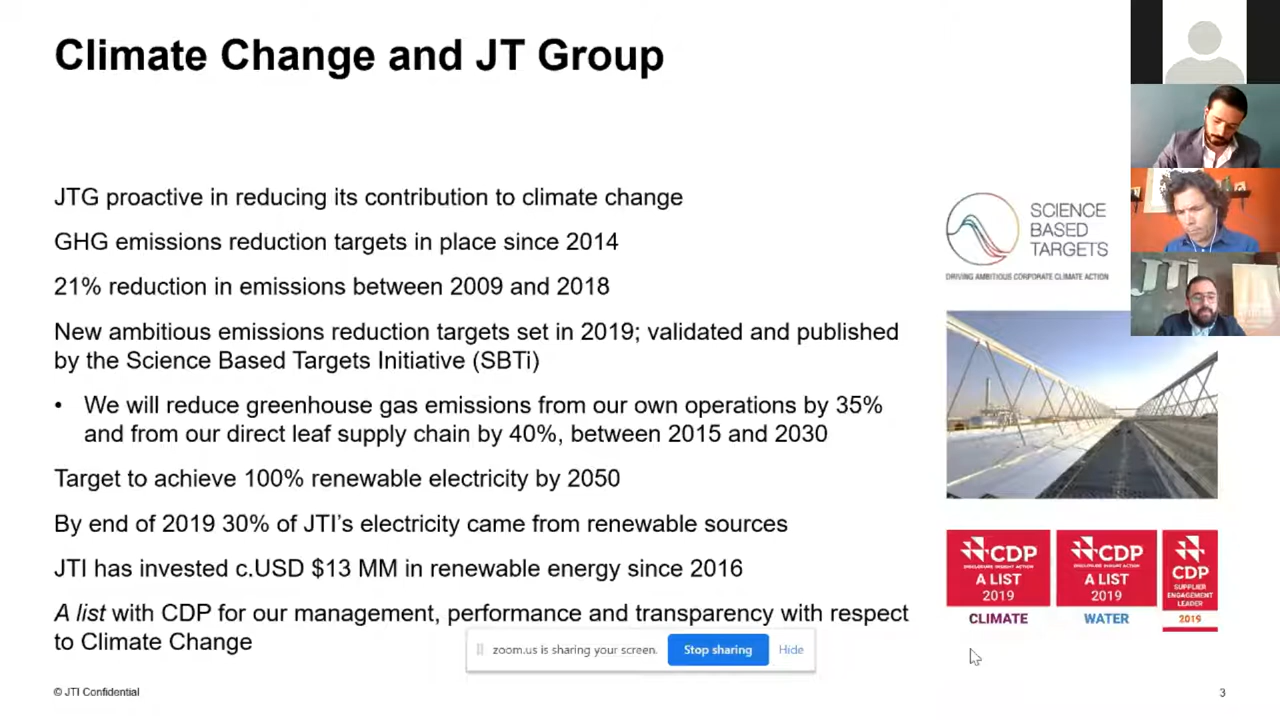 Climate Change and JT Group
JTG proactive in reducing its contribution to climate change
GHG emissions reduction targets in place since 2014
21% reduction in emissions between 2009 and 2018
New ambitious emissions reduction targets set in 2019; validated and published
by the Science Based Targets Initiative (SBTi)
• We will reduce greenhouse gas emissions from our own operations by 35%
and from our direct leaf supply chain by 40%, between 2015 and 2030
Target to achieve 100% renewable electricity by 2050
By end of 2019 30% of JTI’s electricity came from renewable sources
JTI has invested c.USD $13 MM in renewable energy since 2016
A list with CDP for our management, performance and transparency with respect
to Climate Change
SCIENCE
BASED
TARGETS
DRIVING AMBITIOUS CORPORATE CLIMATE ACTION
JTI
CDP
DISCLOSURE INSIGHT ACTION
A LIST
2019
CLIMATE
CDP
DISCLOSURE INSIGHT ACTION
A LIST
2019
WATER
CDP
SUPPLIER
ENGAGEMENT
LEADER
2019
zoom.us is sharing your screen.
Stop sharing
Hide
© JTI Confidential
3